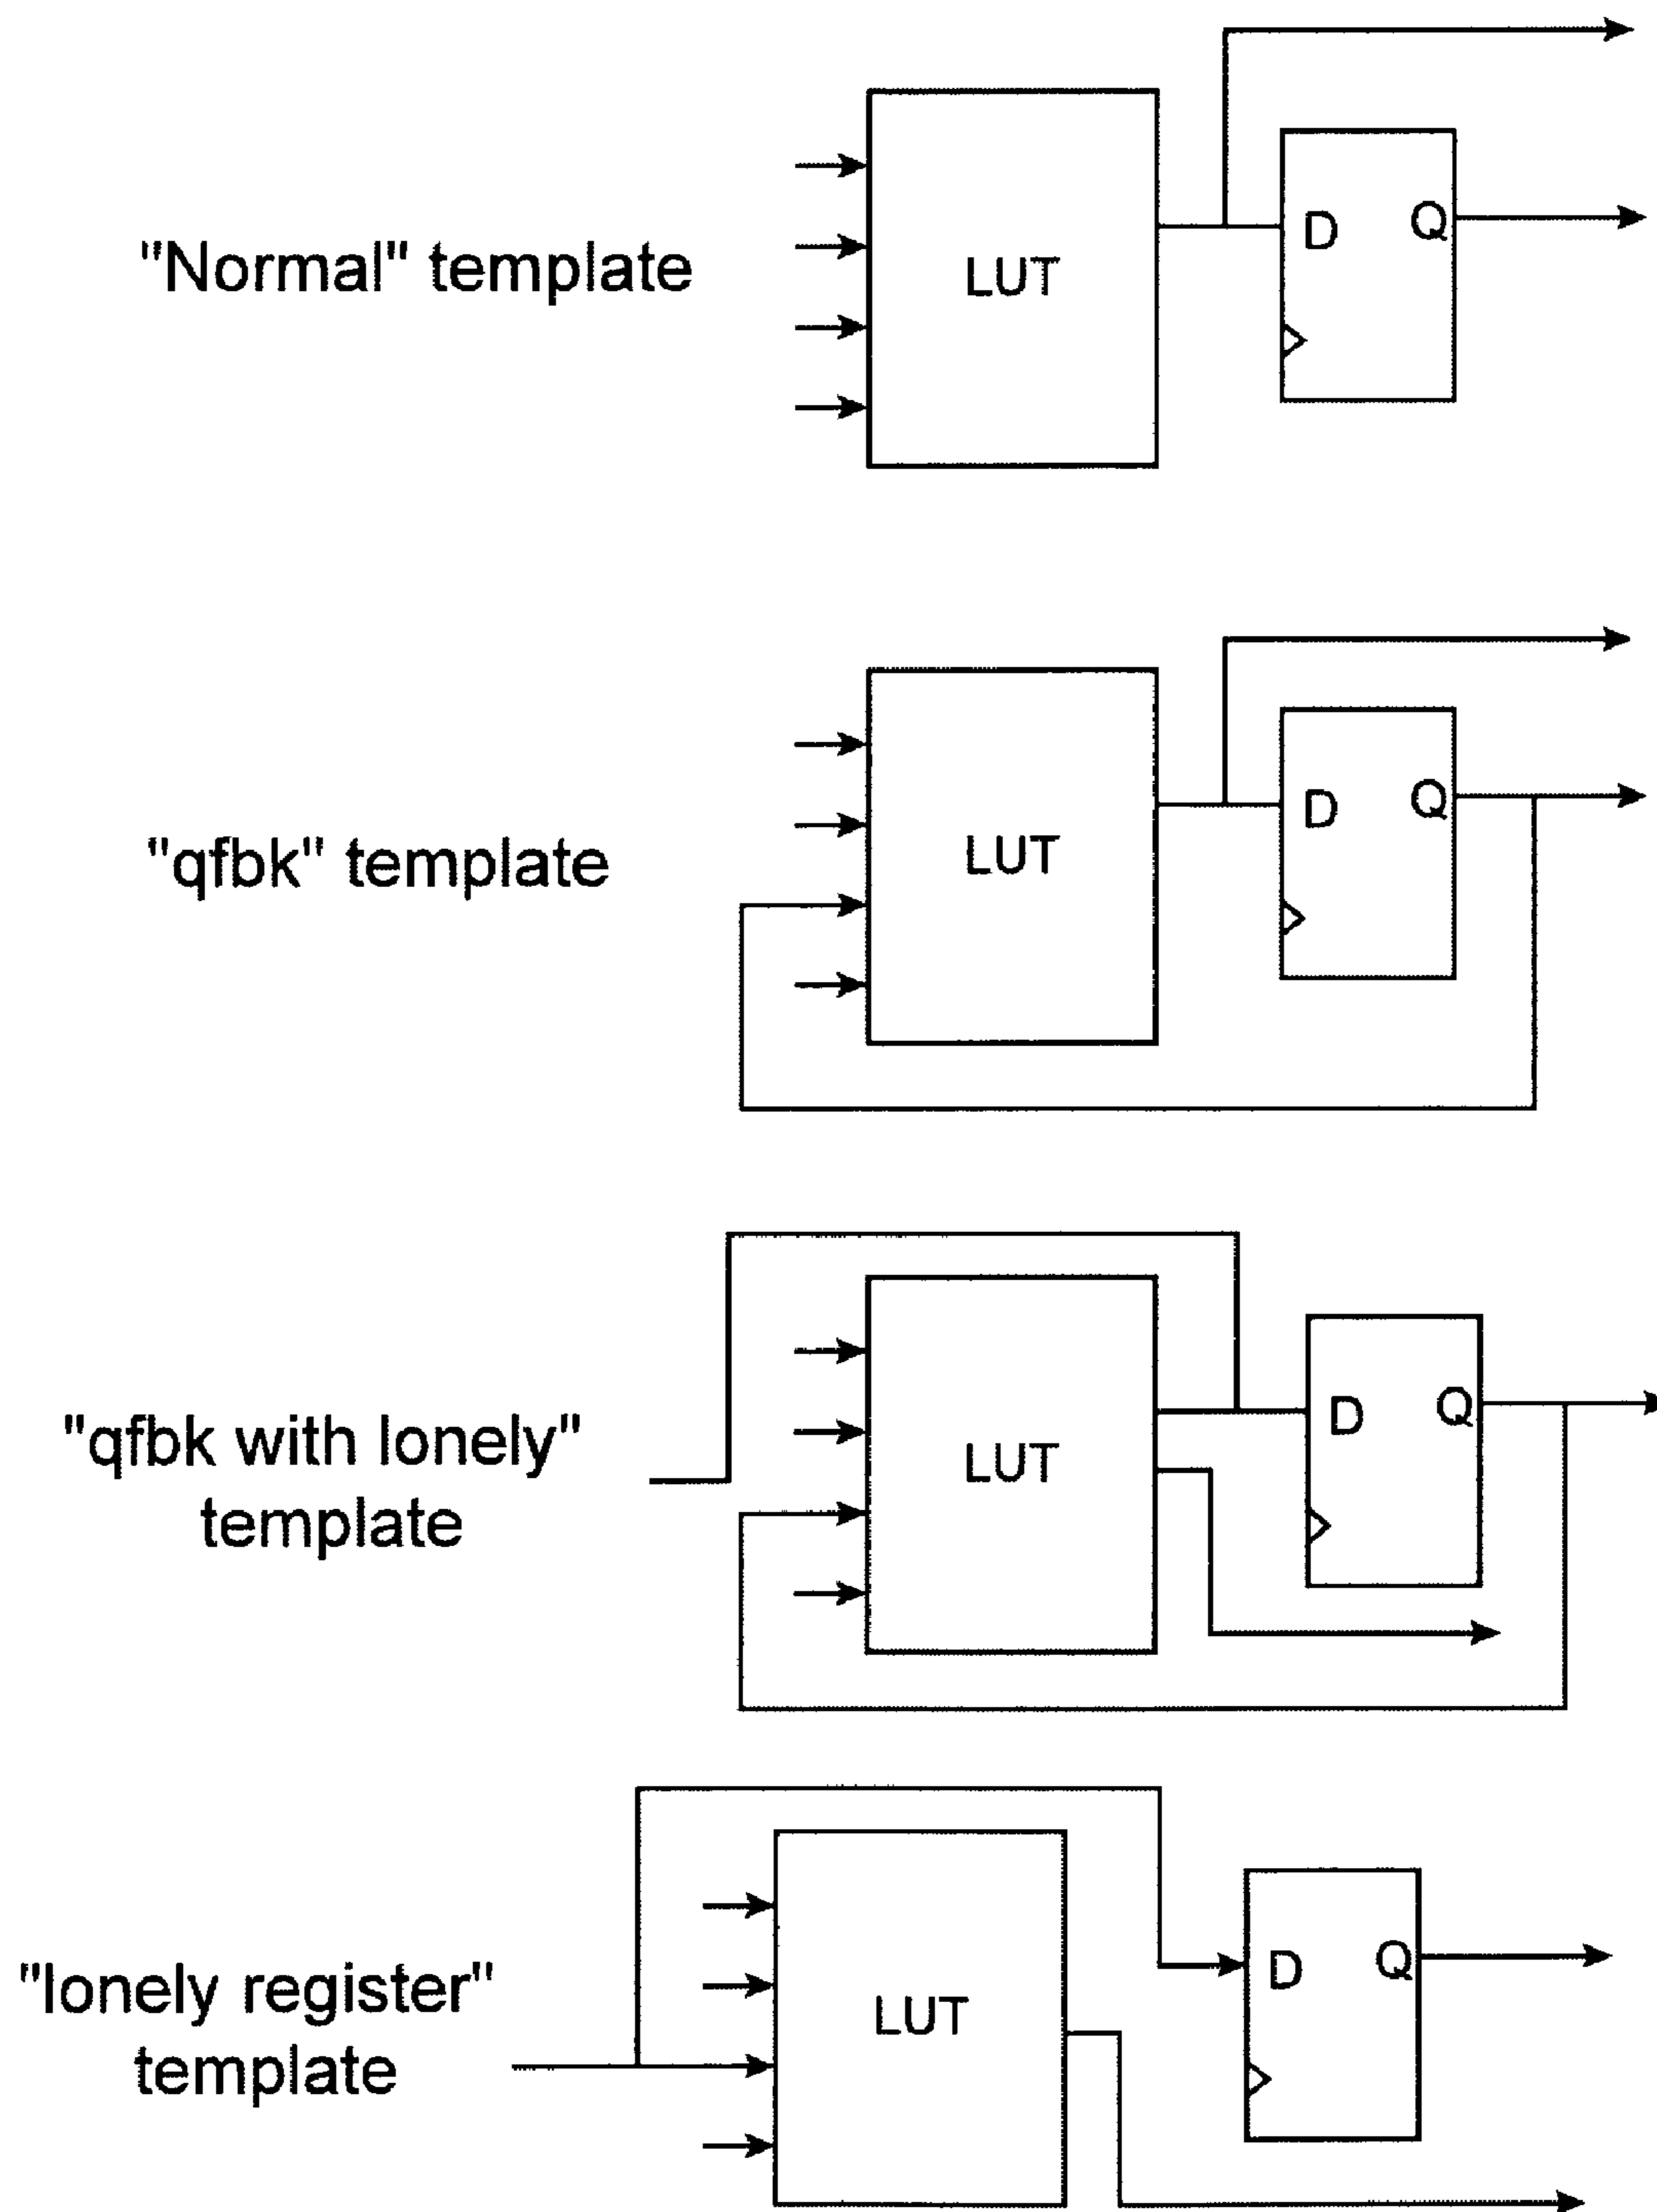 "Normal" template
LUT
D
Q
"qfbk" template
LUT
D
Q
"qfbk with lonely"
template
LUT
D
Q
"lonely register"
template
LUT
D
Q